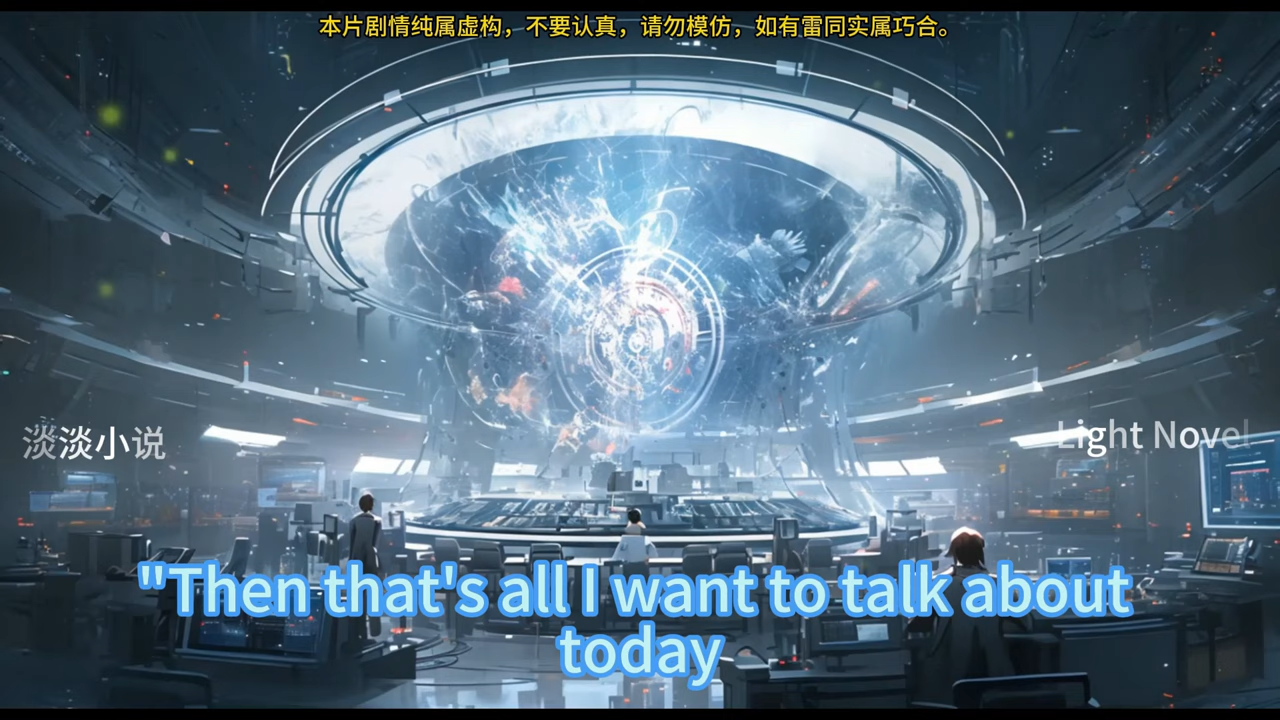 本片剧情纯属虚构，不要认真，请勿模仿，如有雷同实属巧合。
淡淡小说
Light Novel
"Then that's all I want to talk about
today